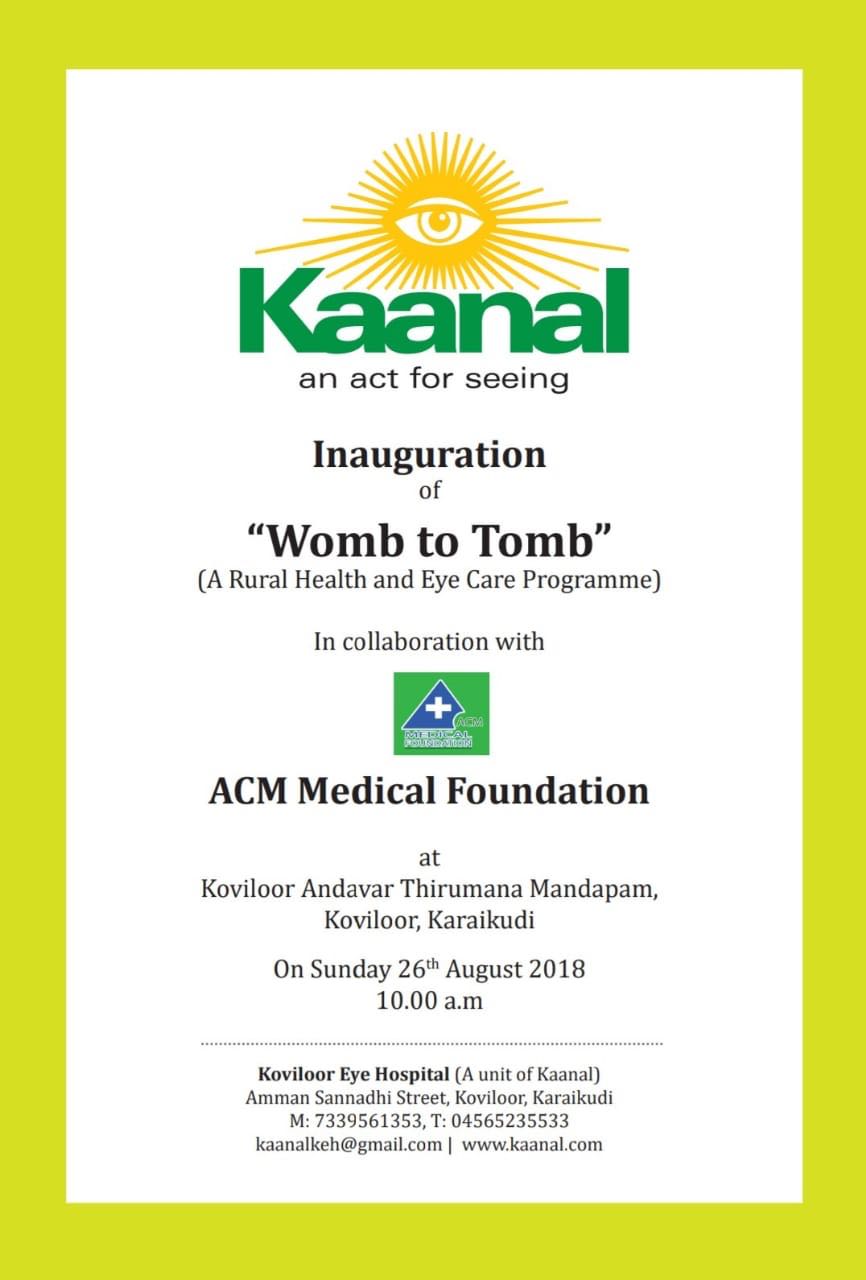 Kaanal
an act for seeing
Inauguration
of
“Womb to Tomb”
(A Rural Health and Eye Care Programme)
In collaboration with
ACM
MEDICAL
FOUNDATION
ACM Medical Foundation
at
Koviloor Andavar Thirumana Mandapam,
Koviloor, Karaikudi
On Sunday 26th August 2018
10.00 a.m
Koviloor Eye Hospital (A unit of Kaanal)
Amman Sannadhi Street, Koviloor, Karaikudi
M: 7339561353, T: 04565235533
kaanalkeh@gmail.com | www.kaanal.com